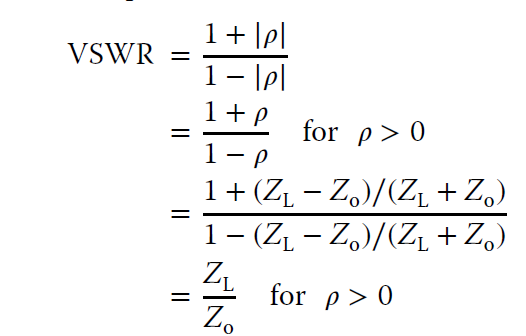 VSWR = (1 + |ρ|) / (1 − |ρ|)
= (1 + ρ) / (1 − ρ) for ρ > 0
= (1 + (Z_L − Z_o)/(Z_L + Z_o)) / (1 − (Z_L − Z_o)/(Z_L + Z_o))
= Z_L / Z_o for ρ > 0